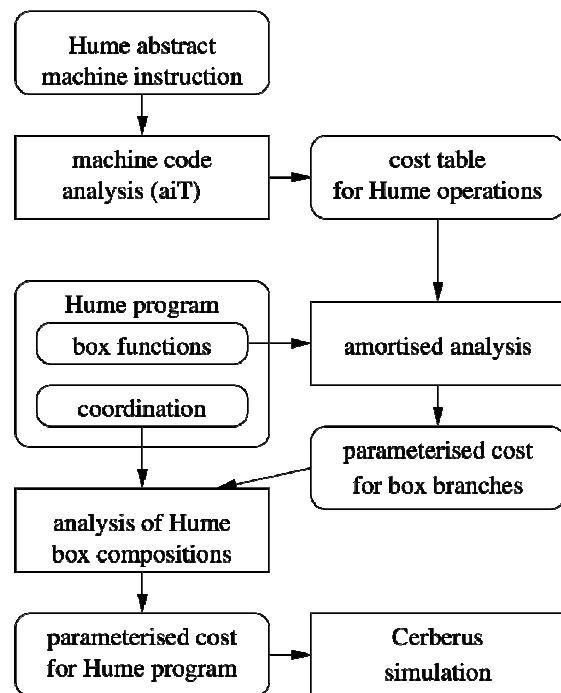 Hume abstract
machine instruction
machine code
analysis (aiT)
cost table
for Hume operations
Hume program
box functions
coordination
amortised analysis
parameterised cost
for box branches
analysis of Hume
box compositions
parameterised cost
for Hume program
Cerberus
simulation